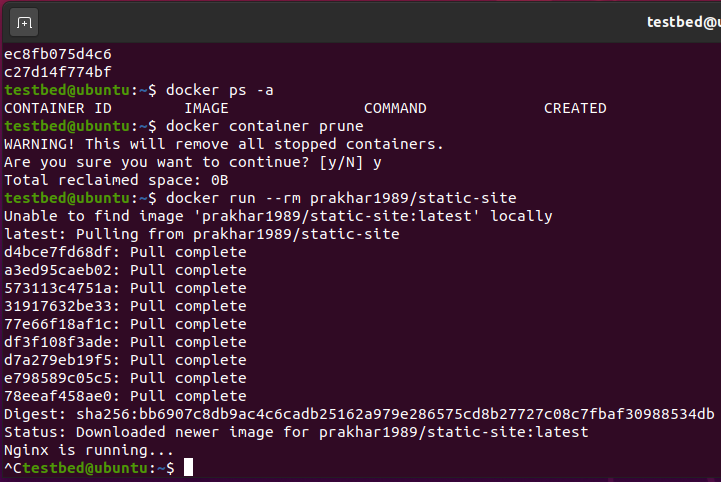 testbed@u
ec8fb075d4c6
c27d14f774bf
testbed@ubuntu:~$ docker ps -a
CONTAINER ID        IMAGE               COMMAND             CREATED
testbed@ubuntu:~$ docker container prune
WARNING! This will remove all stopped containers.
Are you sure you want to continue? [y/N] y
Total reclaimed space: 0B
testbed@ubuntu:~$ docker run --rm prakhar1989/static-site
Unable to find image 'prakhar1989/static-site:latest' locally
latest: Pulling from prakhar1989/static-site
d4bce7fd68df: Pull complete
a3ed95caeb02: Pull complete
573113c4751a: Pull complete
31917632be33: Pull complete
77e66f18af1c: Pull complete
df3f108f3ade: Pull complete
d7a279eb19f5: Pull complete
e798589c05c5: Pull complete
78eeaf458ae0: Pull complete
Digest: sha256:bb6907c8db9ac4c6cadb25162a979e286575cd8b27727c08c7fbaf30988534db
Status: Downloaded newer image for prakhar1989/static-site:latest
Nginx is running...
^Ctestbed@ubuntu:~$